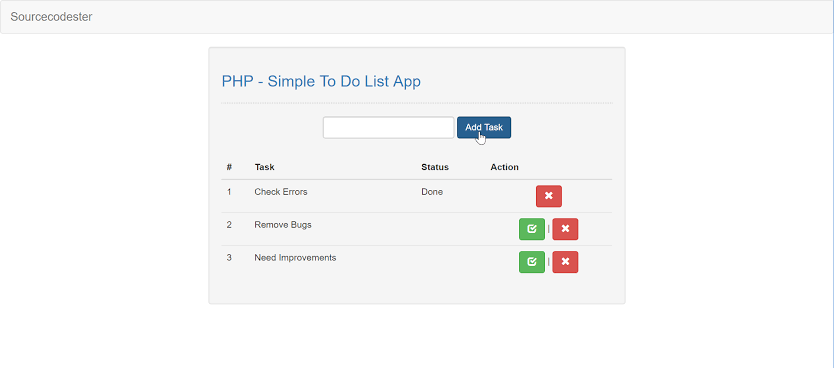 Sourcecodester
PHP - Simple To Do List App
Add Task
# Task Status Action
1 Check Errors Done
2 Remove Bugs |
3 Need Improvements |